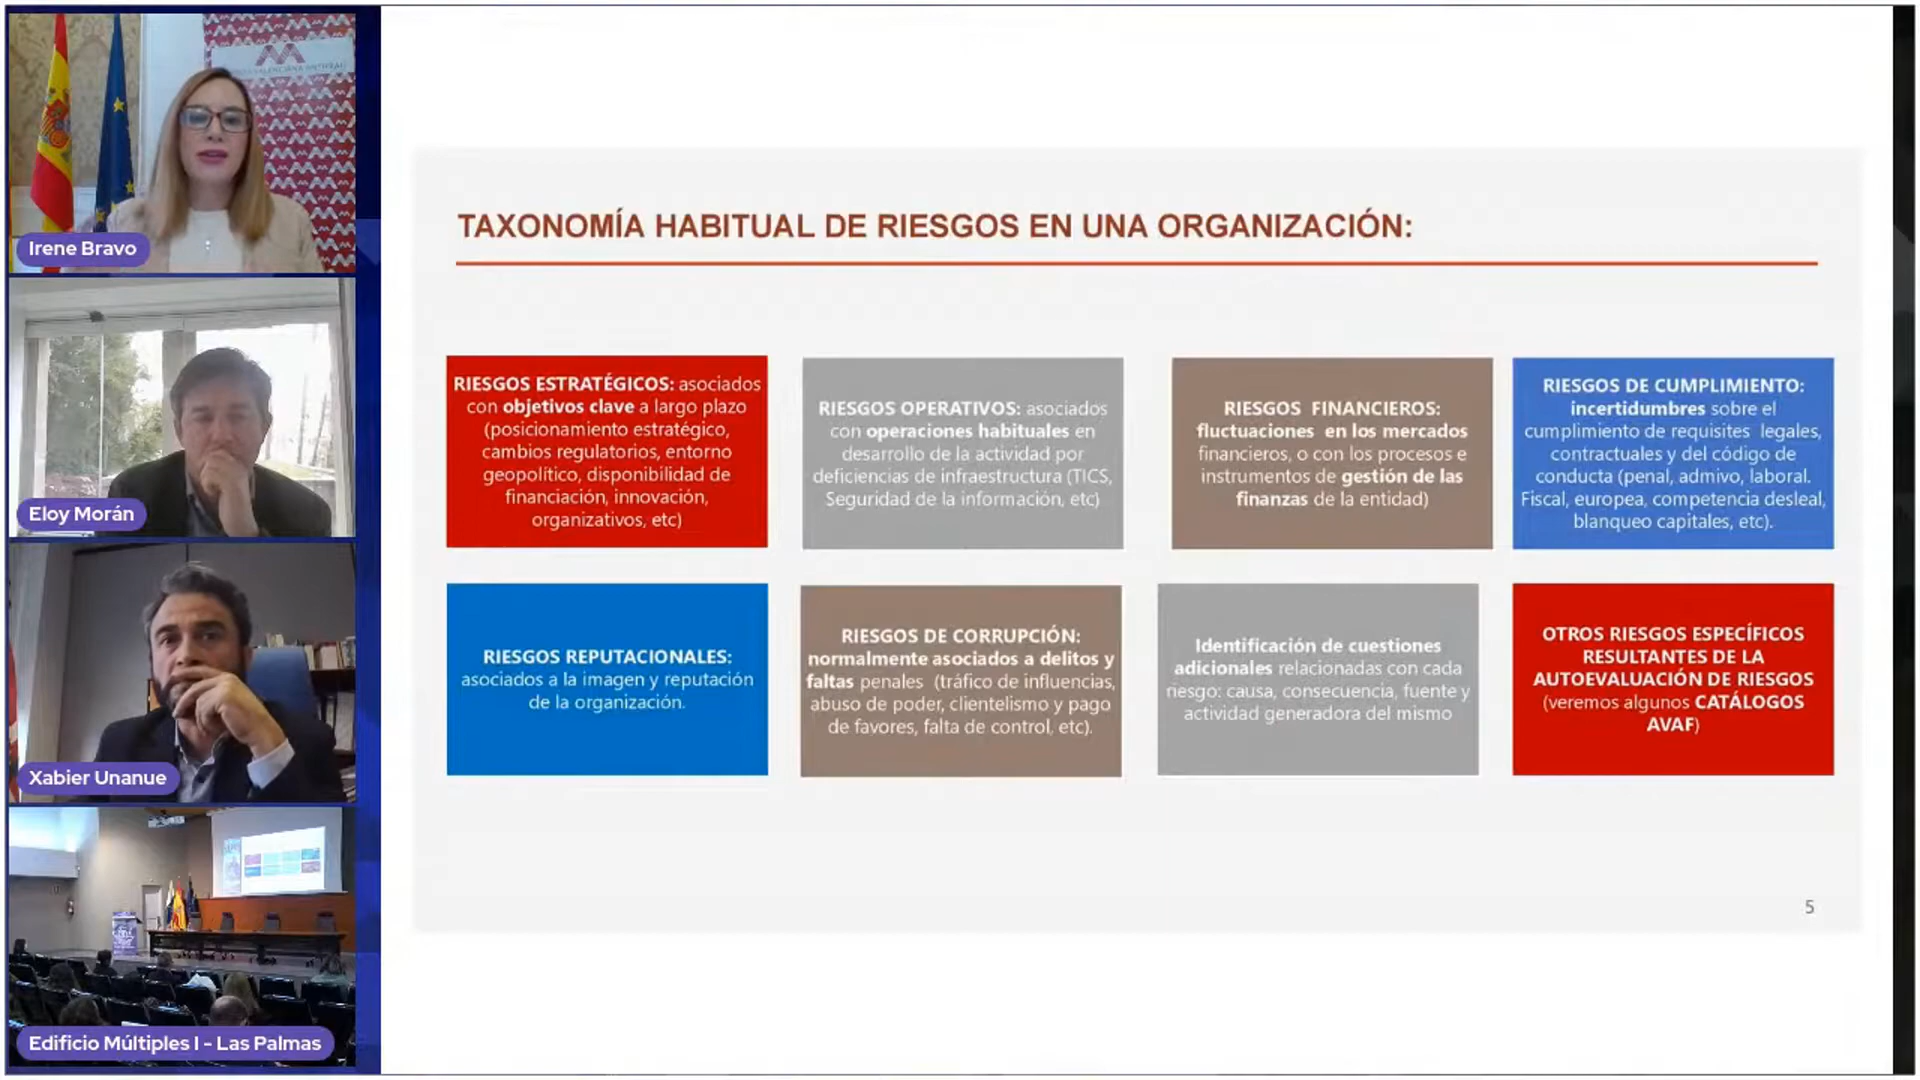 VALENCIANA ANTIFRAU
Irene Bravo
Eloy Morán
Xabier Unanue
Edificio Múltiples I - Las Palmas
TAXONOMÍA HABITUAL DE RIESGOS EN UNA ORGANIZACIÓN:
RIESGOS ESTRATÉGICOS: asociados
con objetivos clave a largo plazo
(posicionamiento estratégico,
cambios regulatorios, entorno
geopolítico, disponibilidad de
financiación, innovación,
organizativos, etc)
RIESGOS OPERATIVOS: asociados
con operaciones habituales en
desarrollo de la actividad por
deficiencias de infraestructura (TICS,
Seguridad de la información, etc)
RIESGOS FINANCIEROS:
fluctuaciones en los mercados
financieros, o con los procesos e
instrumentos de gestión de las
finanzas de la entidad)
RIESGOS DE CUMPLIMIENTO:
incertidumbres sobre el
cumplimiento de requisites legales,
contractuales y del código de
conducta (penal, admivo, laboral.
Fiscal, europea, competencia desleal,
blanqueo capitales, etc).
RIESGOS REPUTACIONALES:
asociados a la imagen y reputación
de la organización.
RIESGOS DE CORRUPCIÓN:
normalmente asociados a delitos y
faltas penales (tráfico de influencias,
abuso de poder, clientelismo y pago
de favores, falta de control, etc).
Identificación de cuestiones
adicionales relacionadas con cada
riesgo: causa, consecuencia, fuente y
actividad generadora del mismo
OTROS RIESGOS ESPECÍFICOS
RESULTANTES DE LA
AUTOEVALUACIÓN DE RIESGOS
(veremos algunos CATÁLOGOS
AVAF)
5